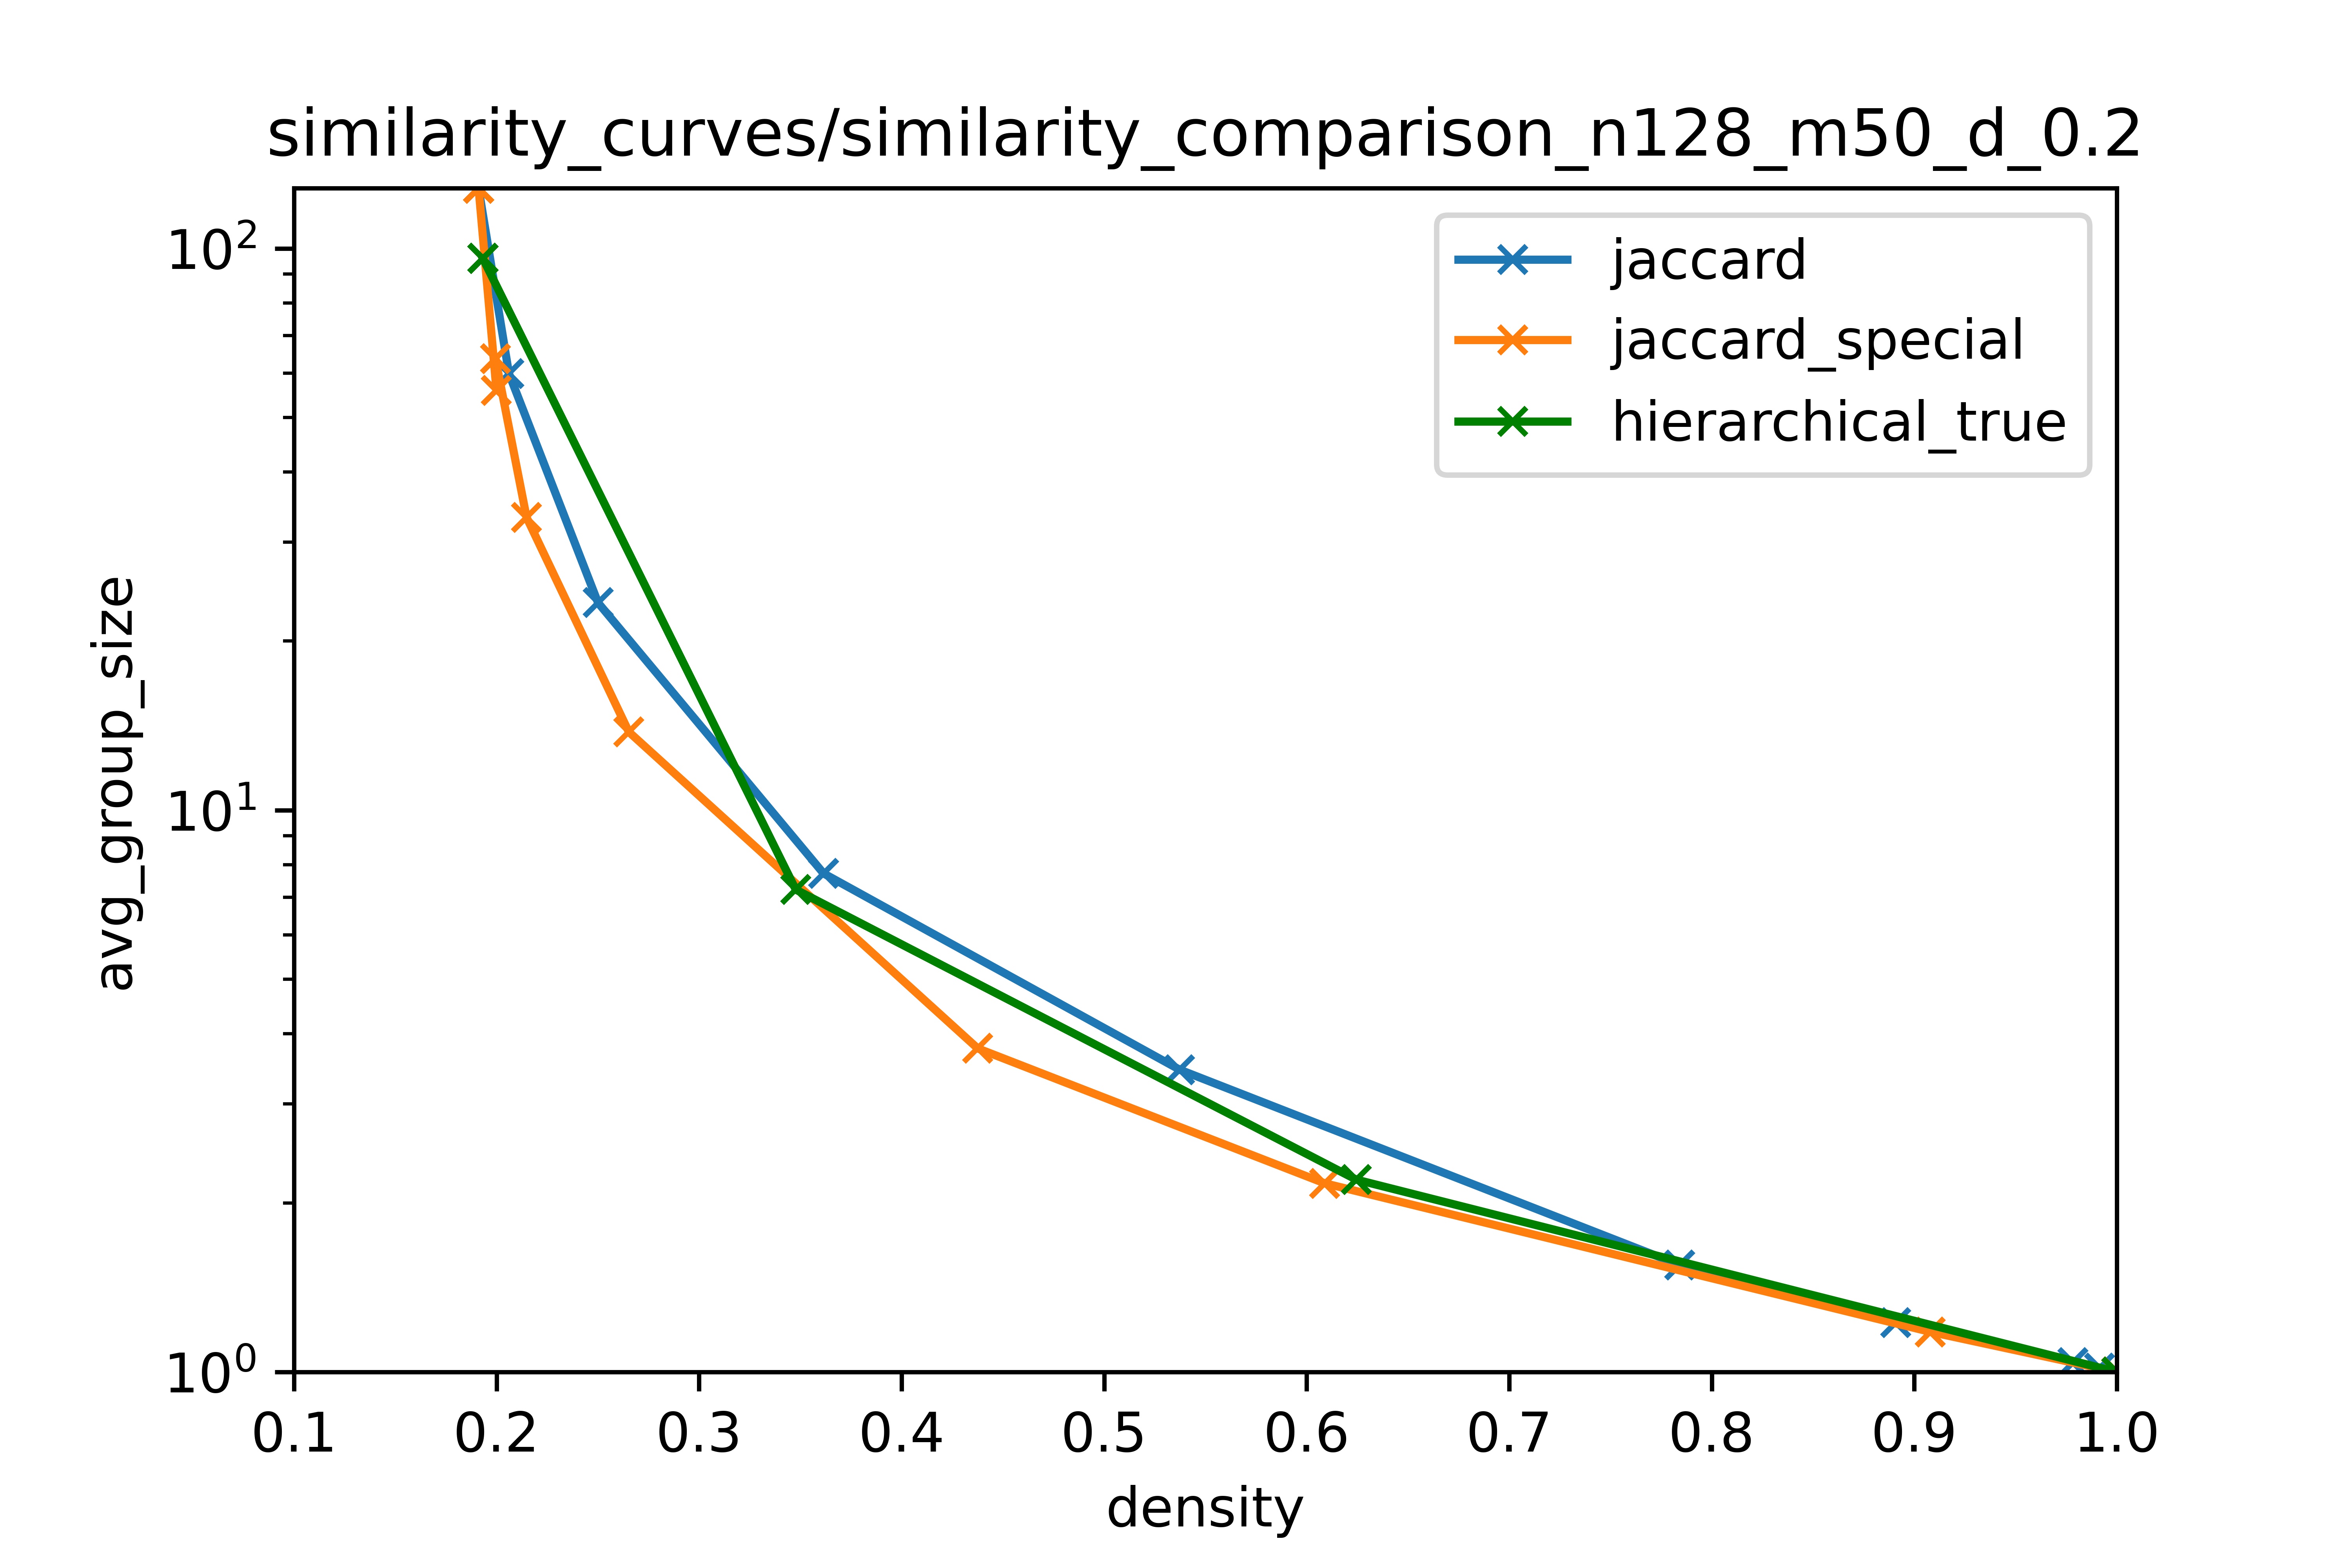 similarity_curves/similarity_comparison_n128_m50_d_0.2
jaccard
jaccard_special
hierarchical_true
avg_group_size
10²
10¹
10⁰
0.1 0.2 0.3 0.4 0.5 0.6 0.7 0.8 0.9 1.0
density